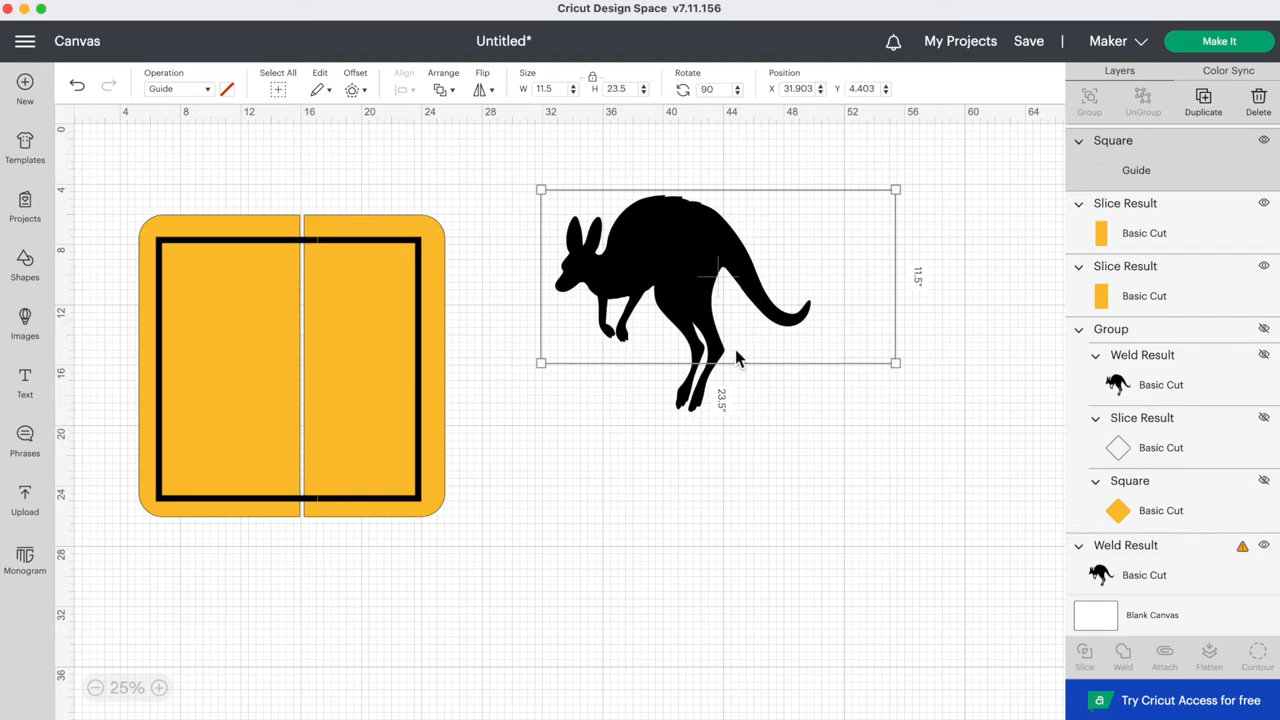 Cricut Design Space v7.11.156
Canvas
Untitled*
My Projects
Save
Maker
Make It
New
Templates
Projects
Shapes
Images
Text
Phrases
Upload
Monogram
Operation
Guide
Select All
Edit
Offset
Align
Arrange
Flip
Size
W 11.5
H 23.5
Rotate
90
Position
X 31.903
Y 4.403
4 8 12 16 20 24 28 32 36 40 44 48 52 56 60 64
0
4
8
12
16
20
24
28
32
36
11.5"
23.5"
25%
Layers
Color Sync
Group
UnGroup
Duplicate
Delete
Square
Guide
Slice Result
Basic Cut
Slice Result
Basic Cut
Group
Weld Result
Basic Cut
Slice Result
Basic Cut
Square
Basic Cut
Weld Result
Basic Cut
Blank Canvas
Slice
Weld
Attach
Flatten
Contour
a
Try Cricut Access for free